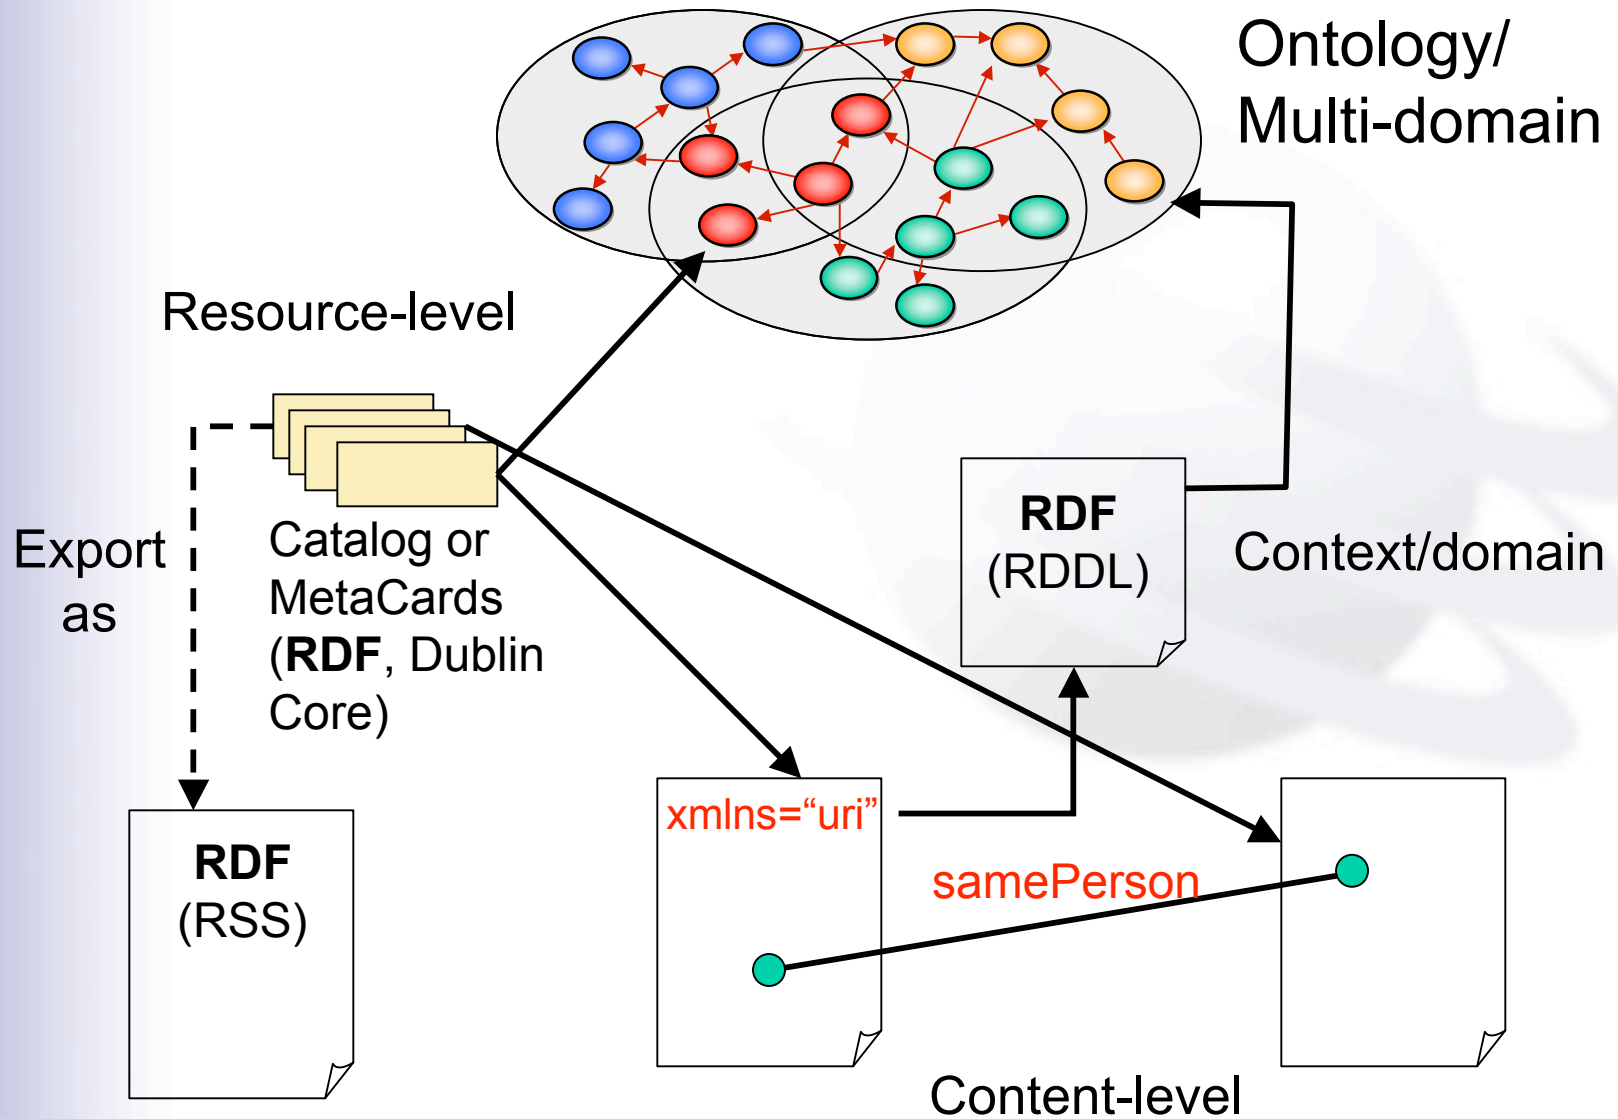 Ontology/
Multi-domain
Resource-level
Export
as
Catalog or
MetaCards
(RDF, Dublin
Core)
RDF
(RDDL)
Context/domain
RDF
(RSS)
xmlns=“uri”
samePerson
Content-level